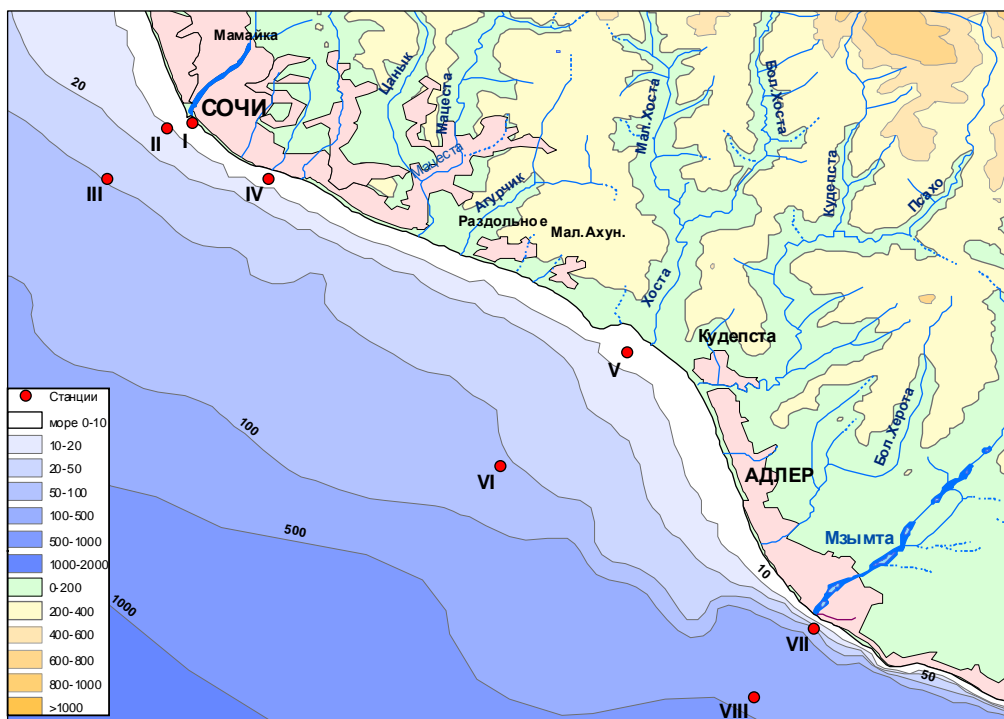 Мамайка
20
Цанык
Мацеста
Бол.Хоста
Мал.Хоста
СОЧИ
II
I
Мацеста
Кудепста
III
IV
Агурчик
Псахо
Раздольное
Мал.Ахун.
Хоста
Кудепста
V
Станции
море 0-10
10-20
20-50
50-100
100-500
500-1000
1000-2000
0-200
200-400
400-600
600-800
800-1000
>1000
100
Бол.Херота
VI
АДЛЕР
500
Мзымта
10
1000
VII
50
VIII